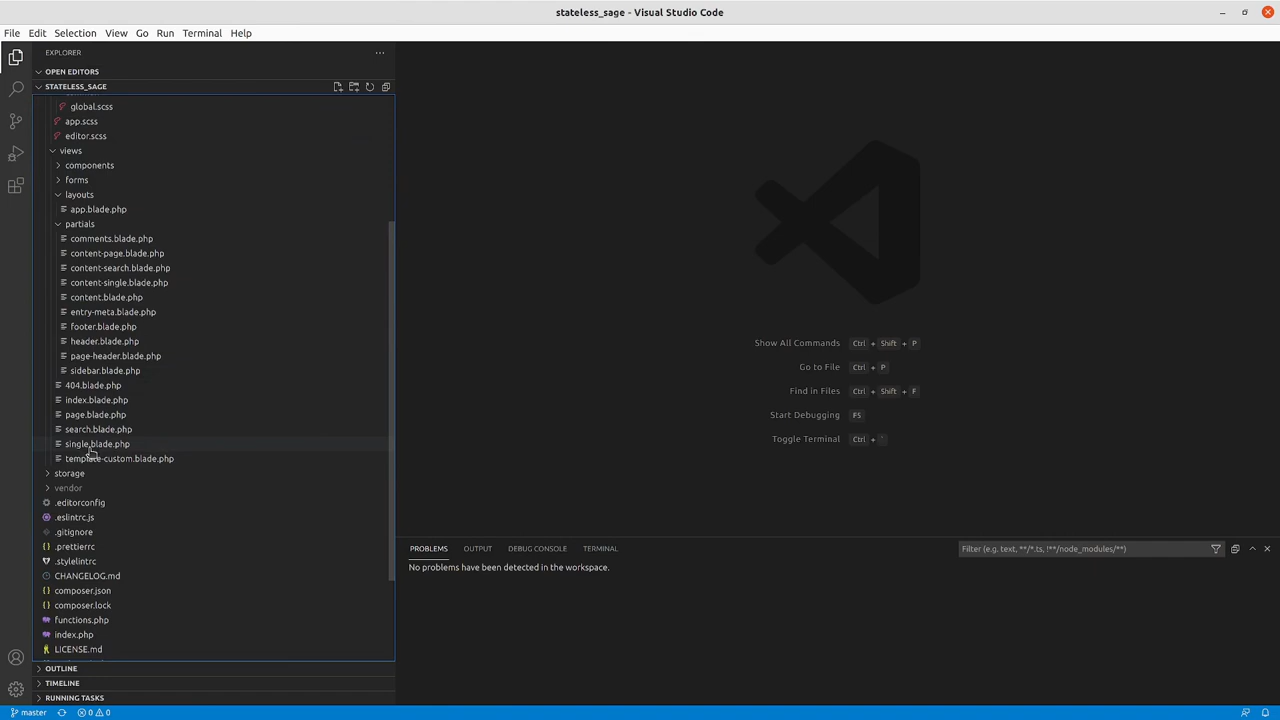 stateless_sage - Visual Studio Code
File Edit Selection View Go Run Terminal Help
EXPLORER
OPEN EDITORS
STATELESS_SAGE
global.scss
app.scss
editor.scss
views
components
forms
layouts
app.blade.php
partials
comments.blade.php
content-page.blade.php
content-search.blade.php
content-single.blade.php
content.blade.php
entry-meta.blade.php
footer.blade.php
header.blade.php
page-header.blade.php
sidebar.blade.php
404.blade.php
index.blade.php
page.blade.php
search.blade.php
single.blade.php
template-custom.blade.php
storage
vendor
.editorconfig
.eslintrc.js
.gitignore
.prettierrc
.stylelintrc
CHANGELOG.md
composer.json
composer.lock
functions.php
index.php
LICENSE.md
OUTLINE
TIMELINE
RUNNING TASKS
Show All Commands Ctrl + Shift + P
Go to File Ctrl + P
Find in Files Ctrl + Shift + F
Start Debugging F5
Toggle Terminal Ctrl + `
PROBLEMS OUTPUT DEBUG CONSOLE TERMINAL Filter (e.g. text, **/*.ts, !**/node_modules/**)
No problems have been detected in the workspace.
master 0 0